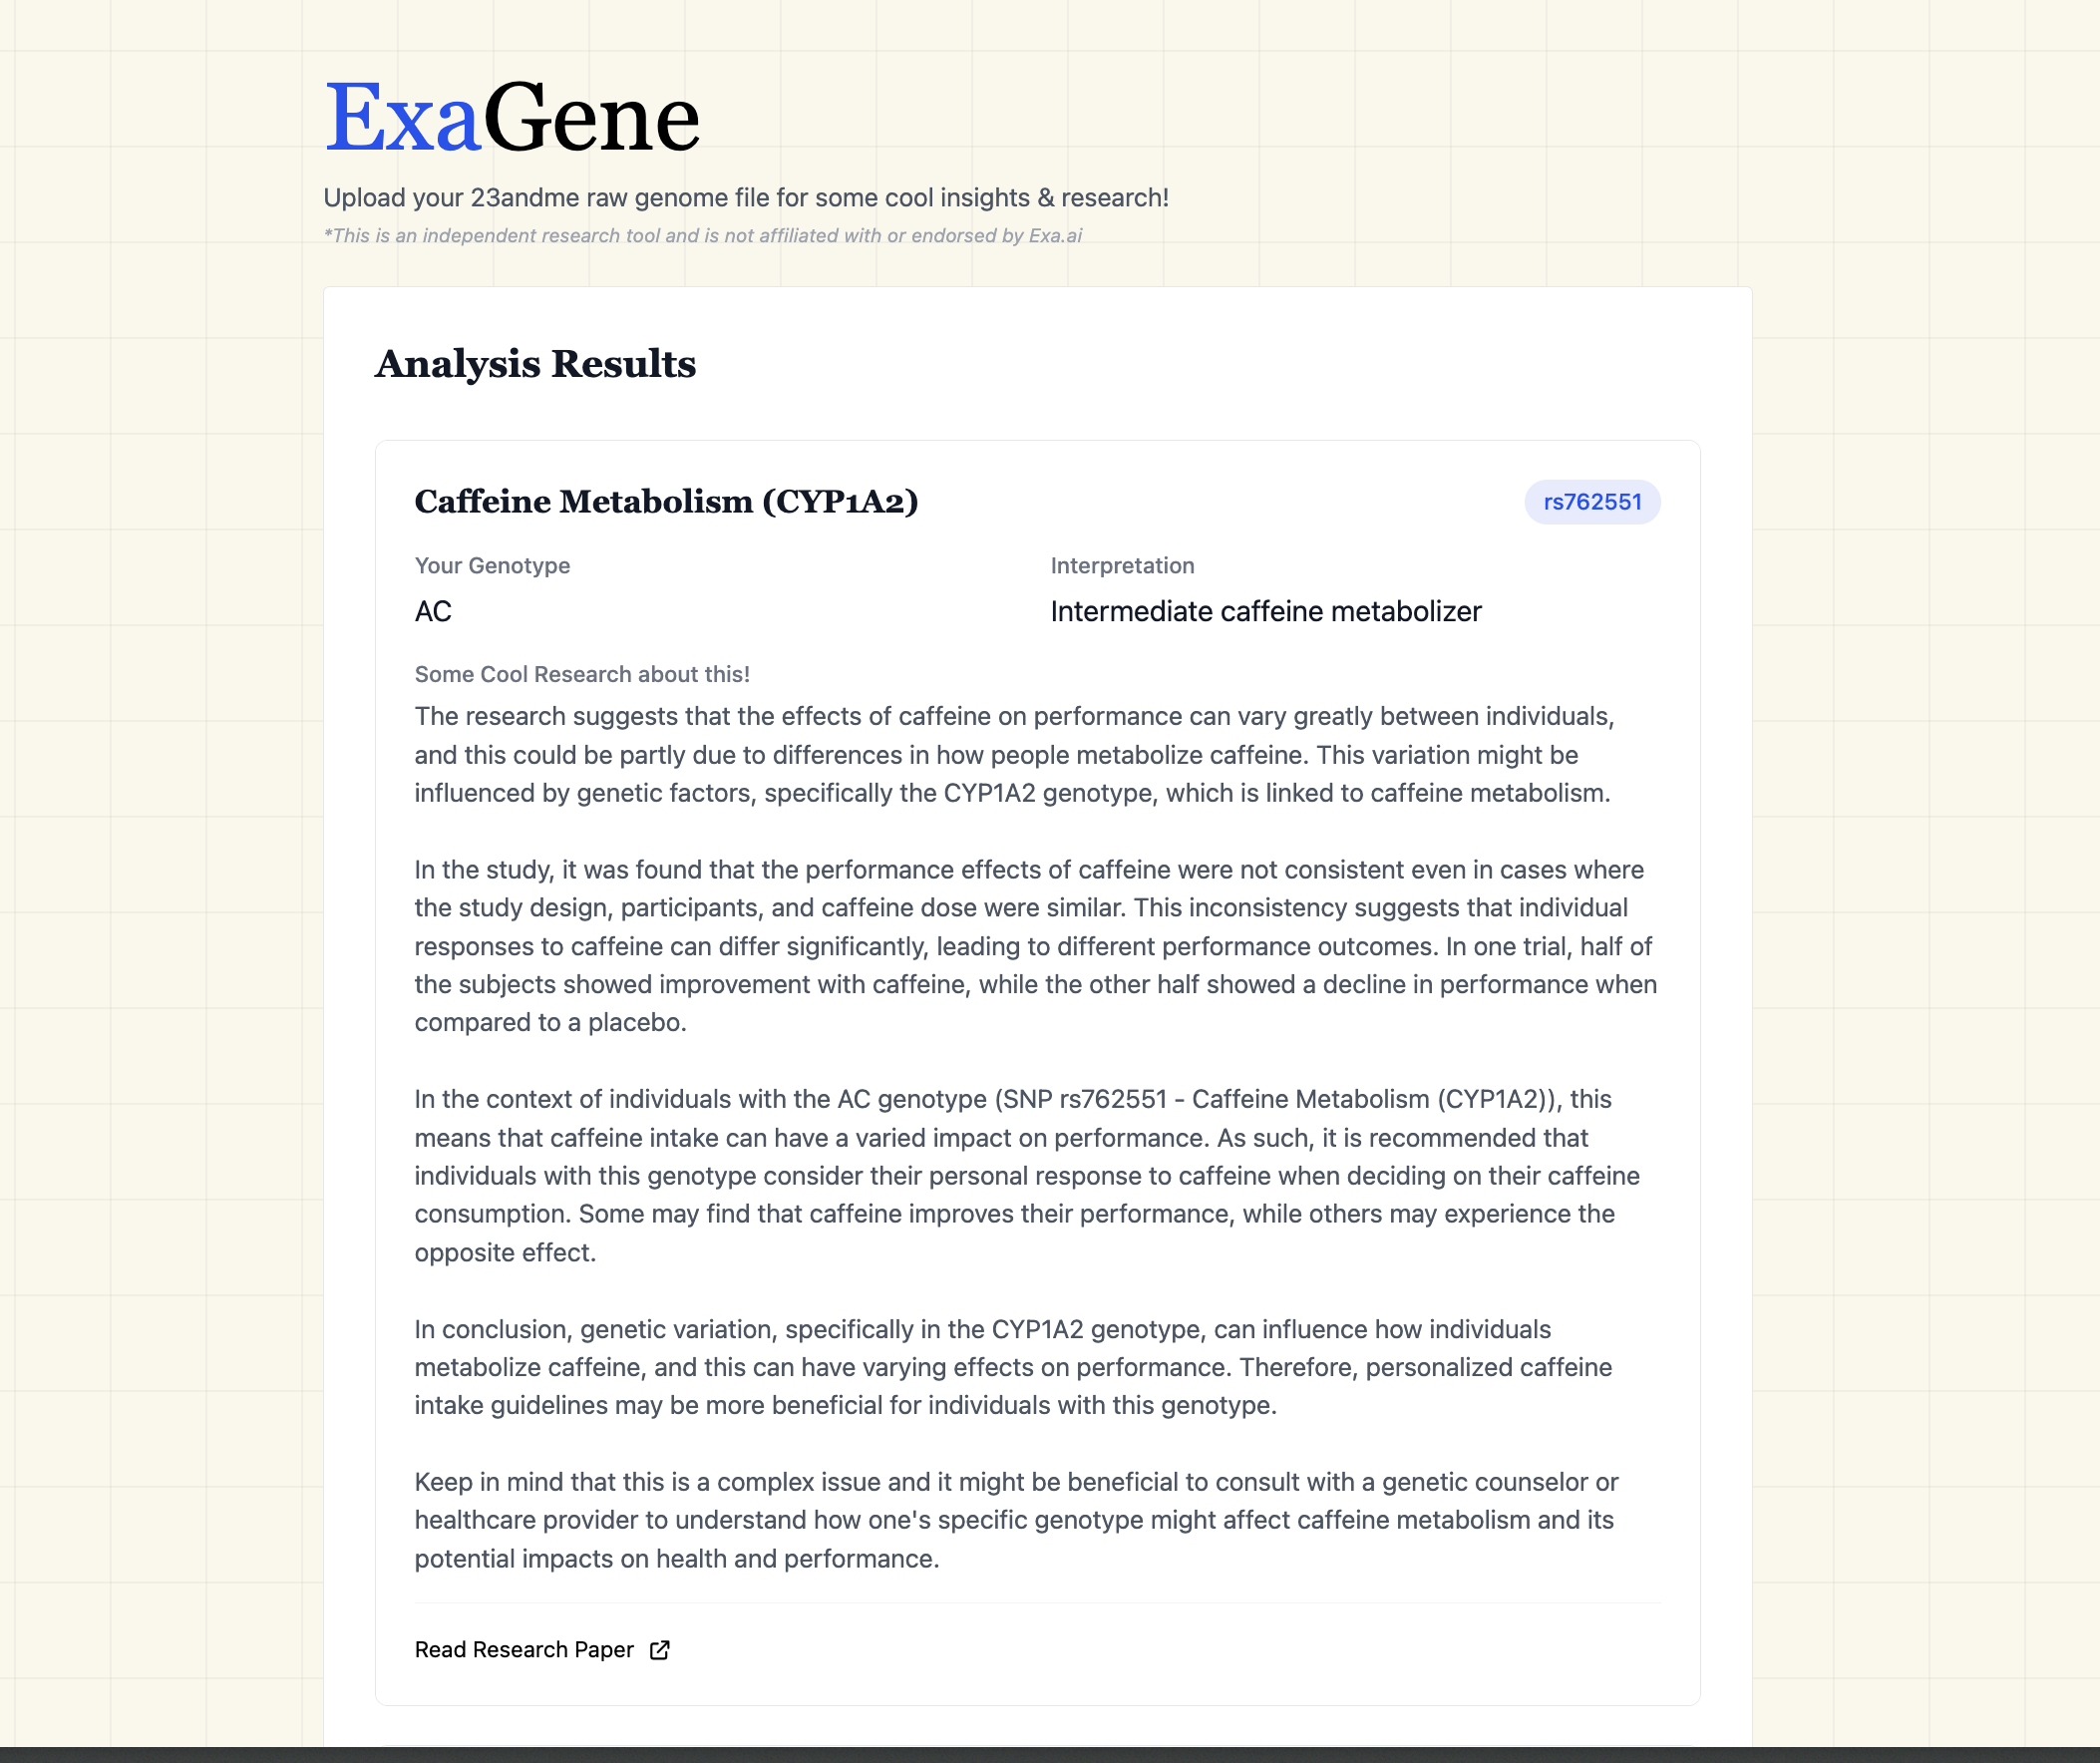 ExaGene
Upload your 23andme raw genome file for some cool insights & research!
*This is an independent research tool and is not affiliated with or endorsed by Exa.ai
Analysis Results
Caffeine Metabolism (CYP1A2)
rs762551
Your Genotype
Interpretation
AC
Intermediate caffeine metabolizer
Some Cool Research about this!
The research suggests that the effects of caffeine on performance can vary greatly between individuals,
and this could be partly due to differences in how people metabolize caffeine. This variation might be
influenced by genetic factors, specifically the CYP1A2 genotype, which is linked to caffeine metabolism.
In the study, it was found that the performance effects of caffeine were not consistent even in cases where
the study design, participants, and caffeine dose were similar. This inconsistency suggests that individual
responses to caffeine can differ significantly, leading to different performance outcomes. In one trial, half of
the subjects showed improvement with caffeine, while the other half showed a decline in performance when
compared to a placebo.
In the context of individuals with the AC genotype (SNP rs762551 - Caffeine Metabolism (CYP1A2)), this
means that caffeine intake can have a varied impact on performance. As such, it is recommended that
individuals with this genotype consider their personal response to caffeine when deciding on their caffeine
consumption. Some may find that caffeine improves their performance, while others may experience the
opposite effect.
In conclusion, genetic variation, specifically in the CYP1A2 genotype, can influence how individuals
metabolize caffeine, and this can have varying effects on performance. Therefore, personalized caffeine
intake guidelines may be more beneficial for individuals with this genotype.
Keep in mind that this is a complex issue and it might be beneficial to consult with a genetic counselor or
healthcare provider to understand how one's specific genotype might affect caffeine metabolism and its
potential impacts on health and performance.
Read Research Paper